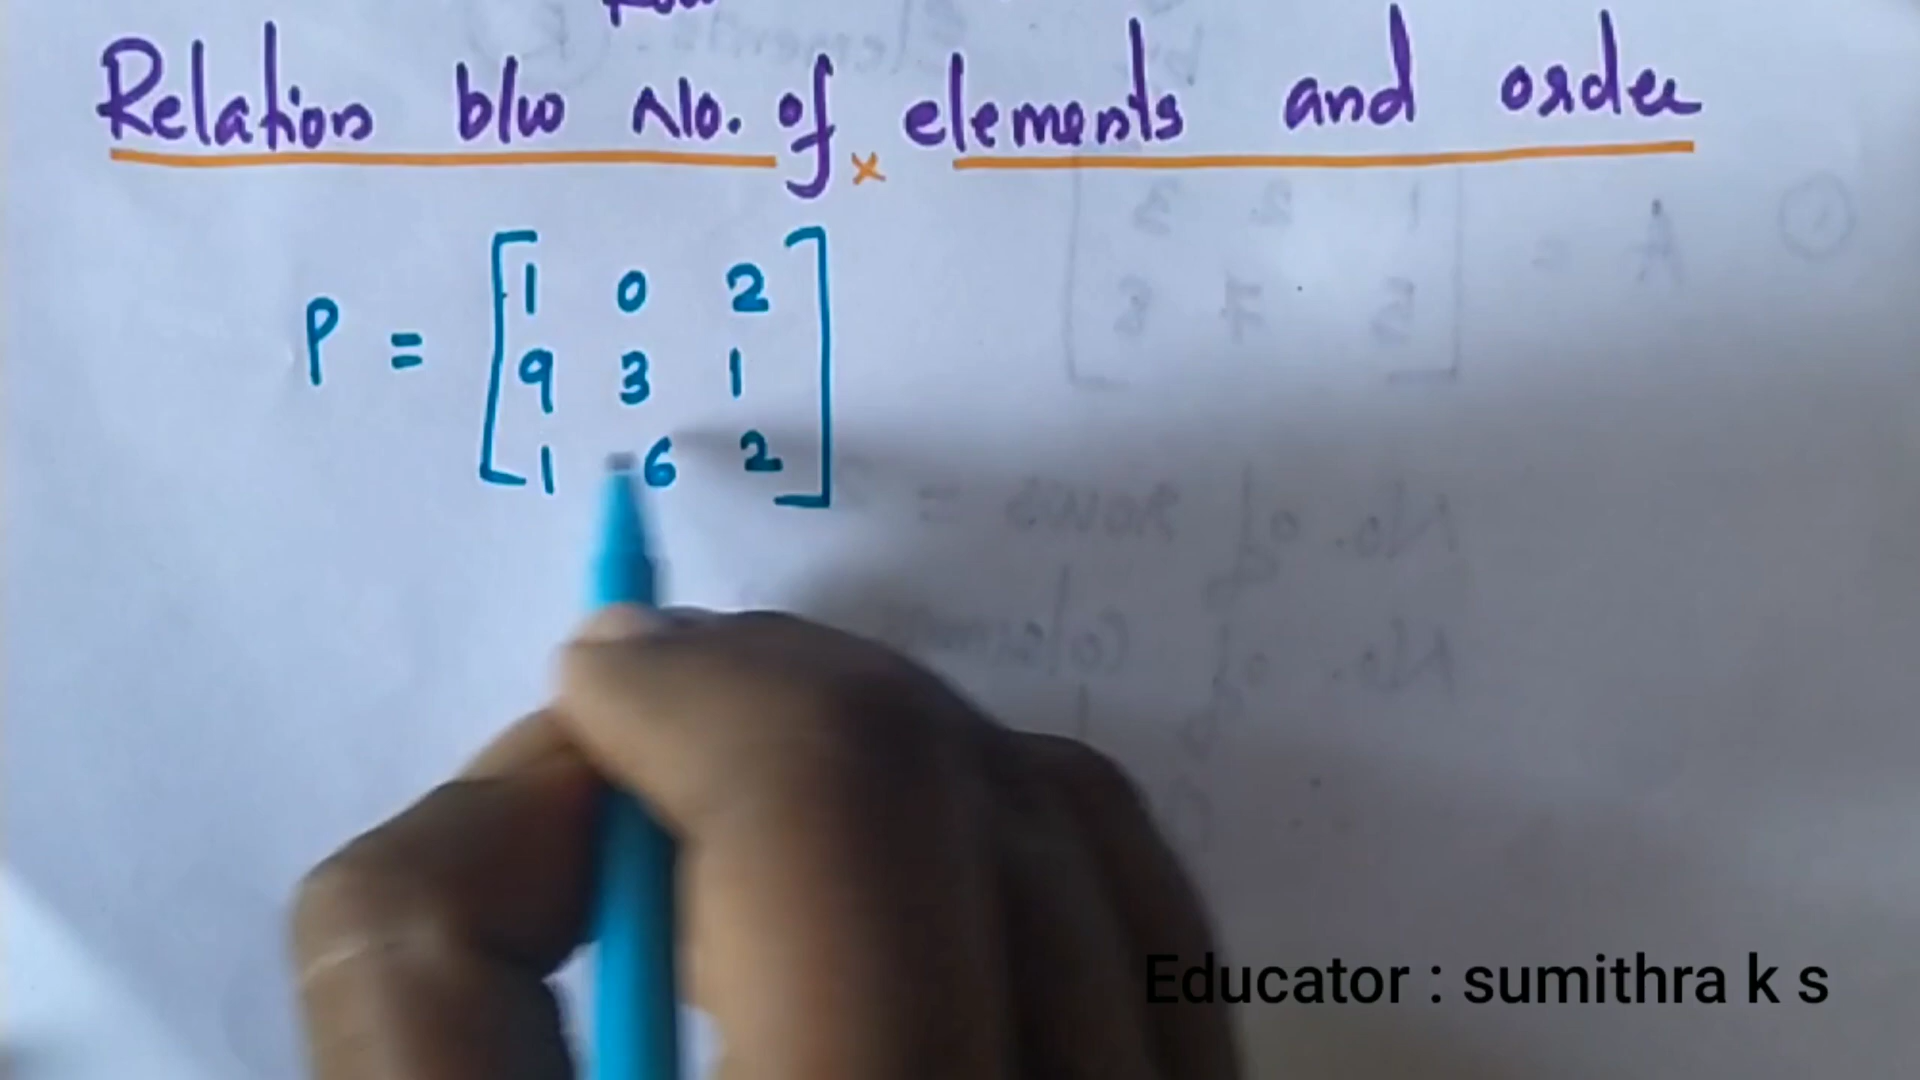 Relation b/w No. of elements and order
x
P = [1 0 2
9 3 1
1 6 2]
Educator : sumithra k s